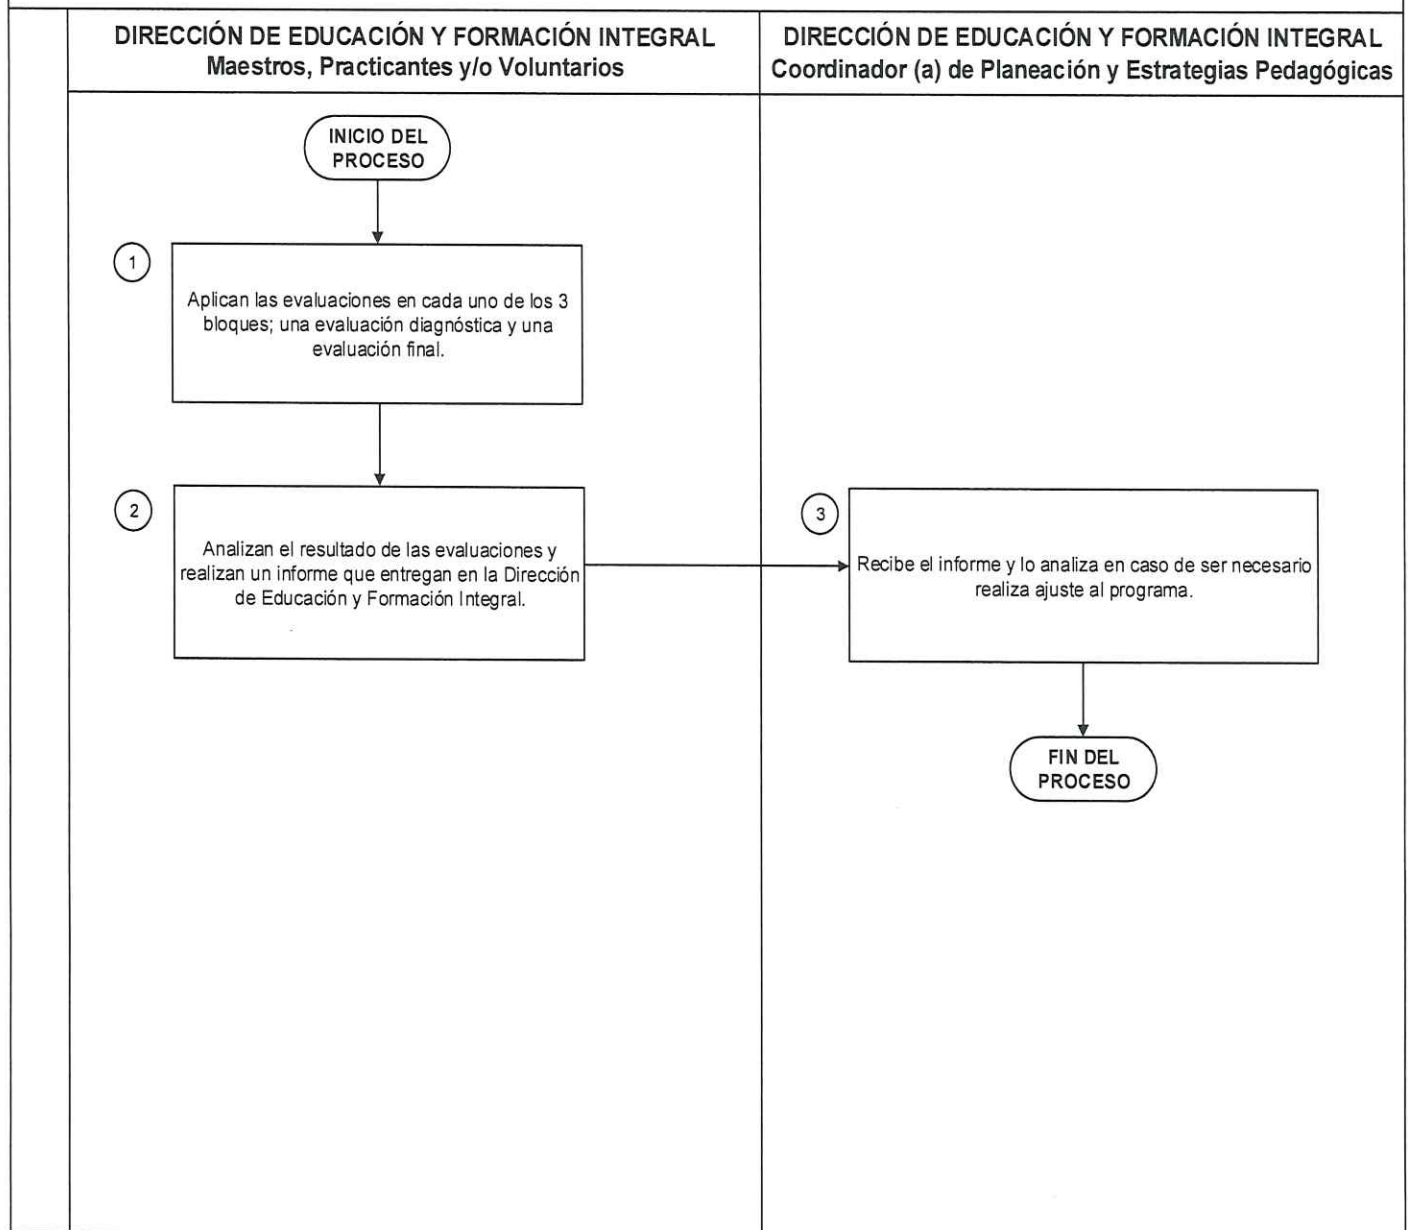 DIRECCIÓN DE EDUCACIÓN Y FORMACIÓN INTEGRAL
Maestros, Practicantes y/o Voluntarios
DIRECCIÓN DE EDUCACIÓN Y FORMACIÓN INTEGRAL
Coordinador (a) de Planeación y Estrategias Pedagógicas
INICIO DEL
PROCESO
1
Aplican las evaluaciones en cada uno de los 3
bloques; una evaluación diagnóstica y una
evaluación final.
2
Analizan el resultado de las evaluaciones y
realizan un informe que entregan en la Dirección
de Educación y Formación Integral.
3
Recibe el informe y lo analiza en caso de ser necesario
realiza ajuste al programa.
FIN DEL
PROCESO